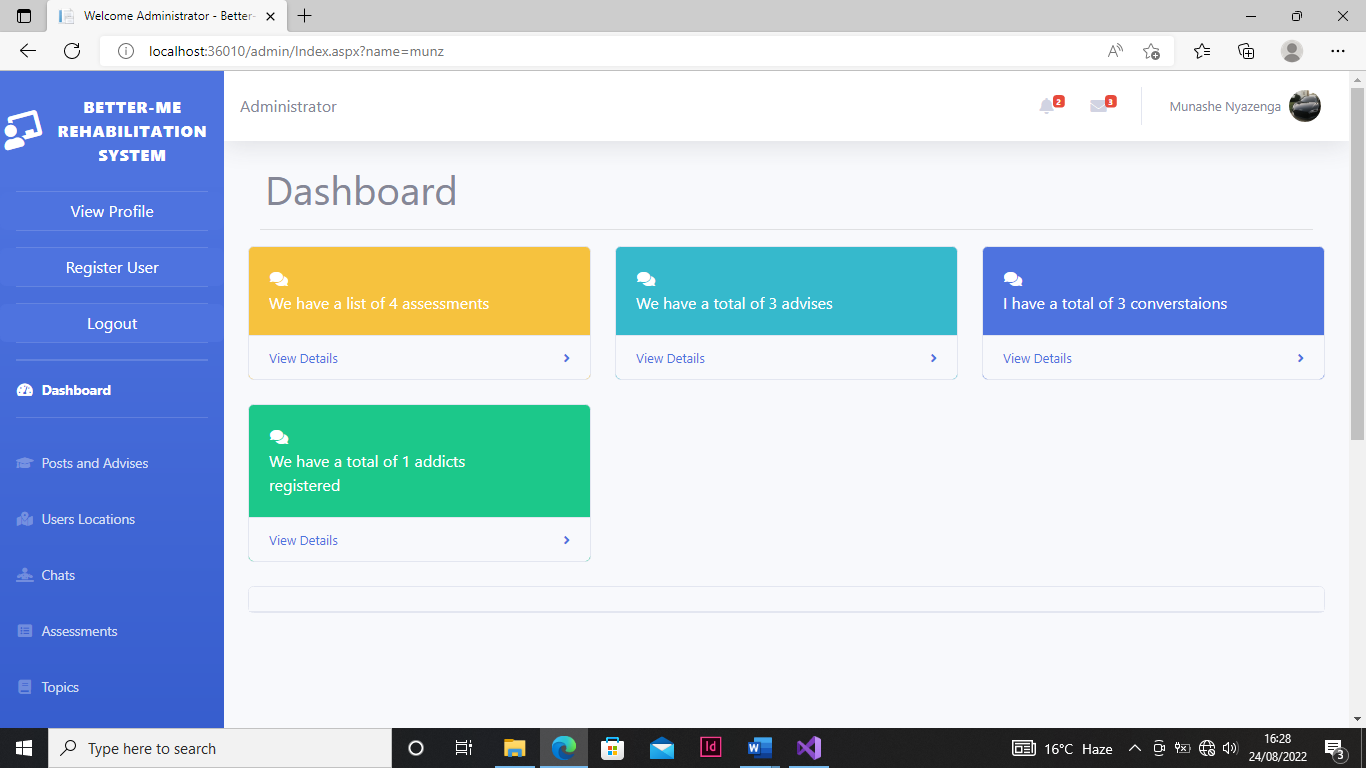 Welcome Administrator - Better-
localhost:36010/admin/Index.aspx?name=munz
BETTER-ME
REHABILITATION
SYSTEM
View Profile
Register User
Logout
Dashboard
Posts and Advises
Users Locations
Chats
Assessments
Topics
Administrator
2
3
Munashe Nyazenga
Dashboard
We have a list of 4 assessments
View Details
We have a total of 3 advises
View Details
I have a total of 3 converstaions
View Details
We have a total of 1 addicts
registered
View Details
Type here to search
Id
W
16°C Haze
16:28
24/08/2022
3